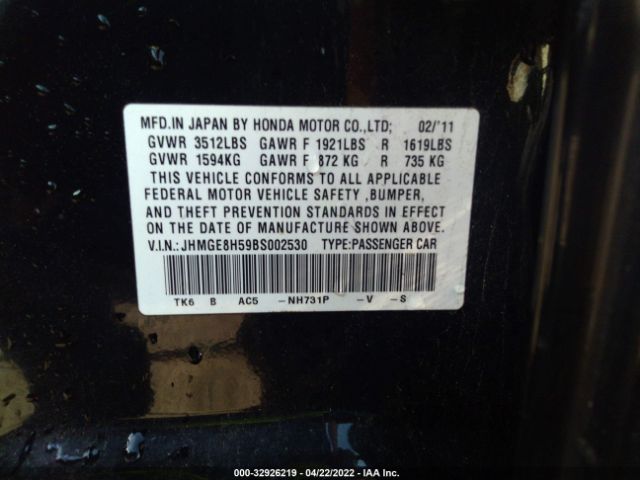 MFD.IN JAPAN BY HONDA MOTOR CO.,LTD; 02/'11
GVWR 3512LBS GAWR F 1921LBS R 1619LBS
GVWR 1594KG GAWR F 872 KG R 735 KG
THIS VEHICLE CONFORMS TO ALL APPLICABLE
FEDERAL MOTOR VEHICLE SAFETY ,BUMPER,
AND THEFT PREVENTION STANDARDS IN EFFECT
ON THE DATE OF MANUFACTURE SHOWN ABOVE.
V.I.N.:JHMGE8H59BS002530 TYPE:PASSENGER CAR
TK6 B AC5 -NH731P -V -S
000-32926219 - 04/22/2022 - IAA Inc.